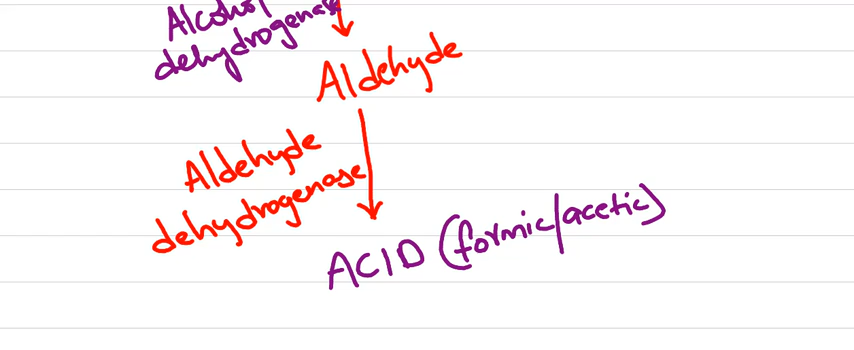 Alcohol
dehydrogenase
Aldehyde
Aldehyde
dehydrogenase
ACID (formic/acetic)